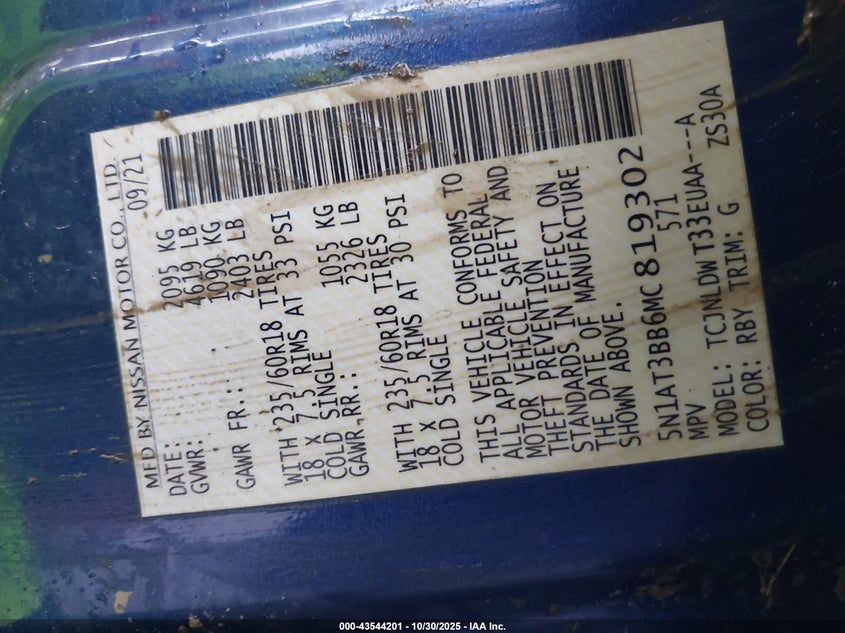 MFD BY NISSAN MOTOR CO., LTD.
DATE: 09/21
GVWR: 2095 KG
4619 LB
GAWR FR.: 1090 KG
2403 LB
WITH 235/60R18 TIRES
18 X 7.5 RIMS AT 33 PSI
COLD SINGLE
GAWR RR.: 1055 KG
2326 LB
WITH 235/60R18 TIRES
18 X 7.5 RIMS AT 30 PSI
COLD SINGLE
THIS VEHICLE CONFORMS TO
ALL APPLICABLE FEDERAL
MOTOR VEHICLE SAFETY AND
THEFT PREVENTION
STANDARDS IN EFFECT ON
THE DATE OF MANUFACTURE
SHOWN ABOVE.
5N1AT3BB6MC819302
MPV 571
MODEL: TCJNLDWT33EUAA---A
COLOR: RBY TRIM: G ZS30A
000-43544201 - 10/30/2025 - IAA Inc.